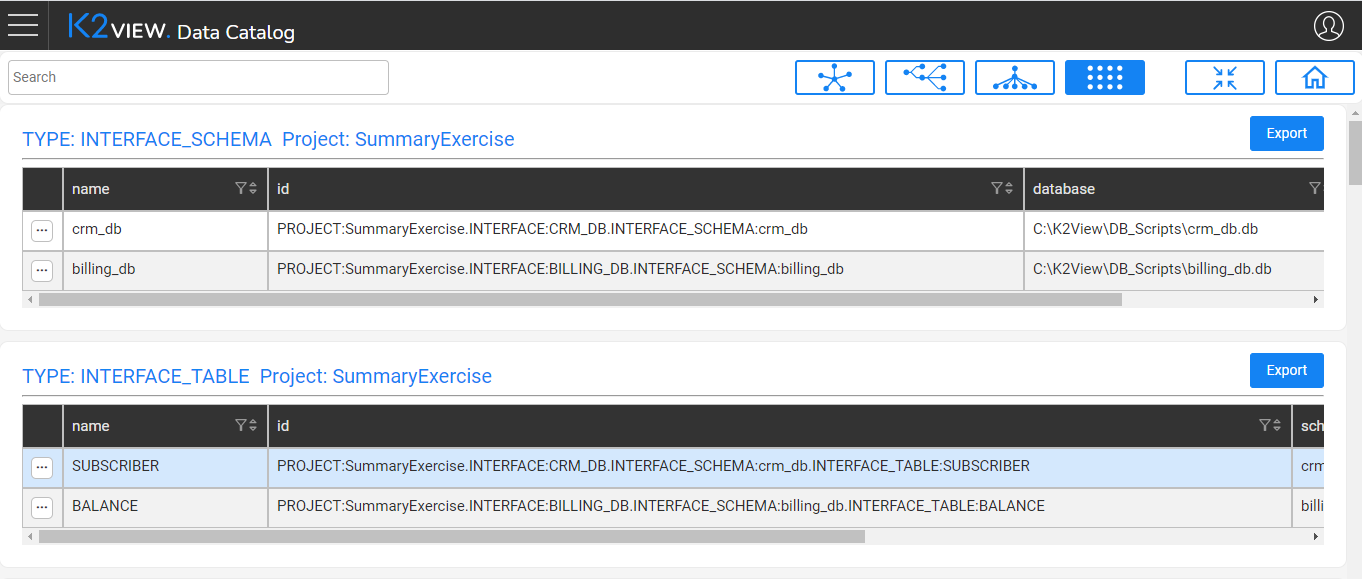 K2VIEW. Data Catalog
Search
TYPE: INTERFACE_SCHEMA Project: SummaryExercise
Export
name id database
crm_db PROJECT:SummaryExercise.INTERFACE:CRM_DB.INTERFACE_SCHEMA:crm_db C:\K2View\DB_Scripts\crm_db.db
billing_db PROJECT:SummaryExercise.INTERFACE:BILLING_DB.INTERFACE_SCHEMA:billing_db C:\K2View\DB_Scripts\billing_db.db
TYPE: INTERFACE_TABLE Project: SummaryExercise
Export
name id sch
SUBSCRIBER PROJECT:SummaryExercise.INTERFACE:CRM_DB.INTERFACE_SCHEMA:crm_db.INTERFACE_TABLE:SUBSCRIBER crm
BALANCE PROJECT:SummaryExercise.INTERFACE:BILLING_DB.INTERFACE_SCHEMA:billing_db.INTERFACE_TABLE:BALANCE billi